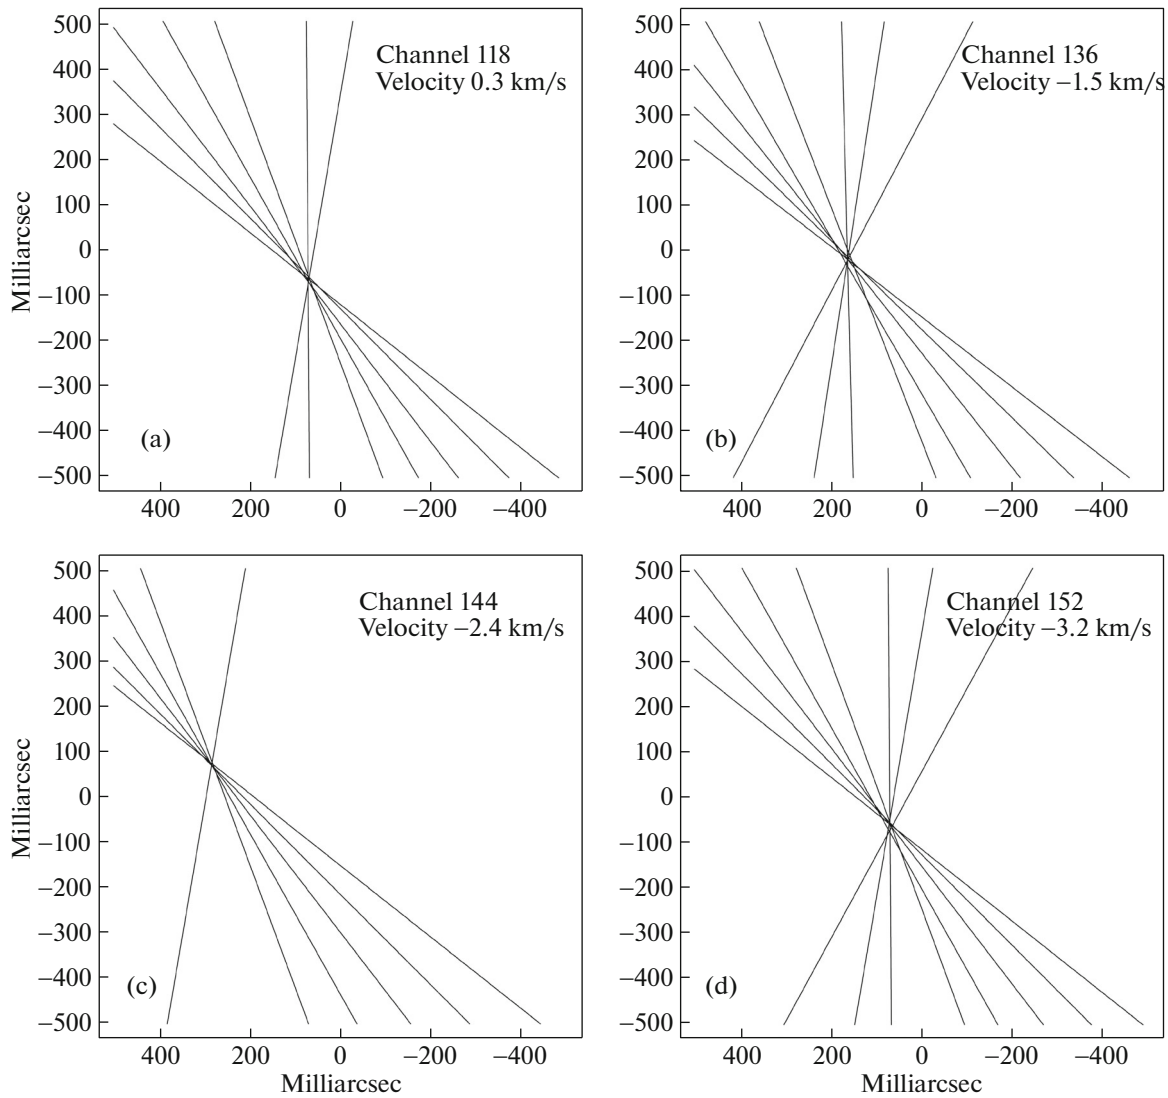 500
400
300
200
100
0
−100
−200
−300
−400
−500
Milliarcsec
Channel 118
Velocity 0.3 km/s
(a)
400 200 0 −200 −400
500
400
300
200
100
0
−100
−200
−300
−400
−500
Channel 136
Velocity −1.5 km/s
(b)
400 200 0 −200 −400
500
400
300
200
100
0
−100
−200
−300
−400
−500
Milliarcsec
Channel 144
Velocity −2.4 km/s
(c)
400 200 0 −200 −400
Milliarcsec
500
400
300
200
100
0
−100
−200
−300
−400
−500
Channel 152
Velocity −3.2 km/s
(d)
400 200 0 −200 −400
Milliarcsec